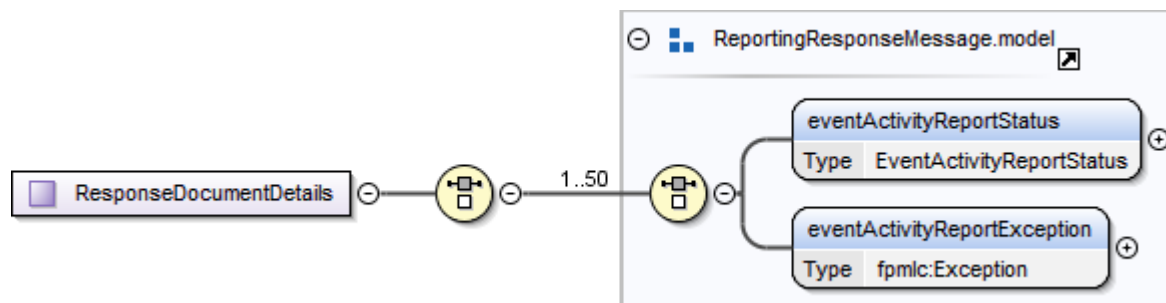 ReportingResponseMessage.model
eventActivityReportStatus
Type EventActivityReportStatus
ResponseDocumentDetails
1..50
eventActivityReportException
Type fpmlc:Exception